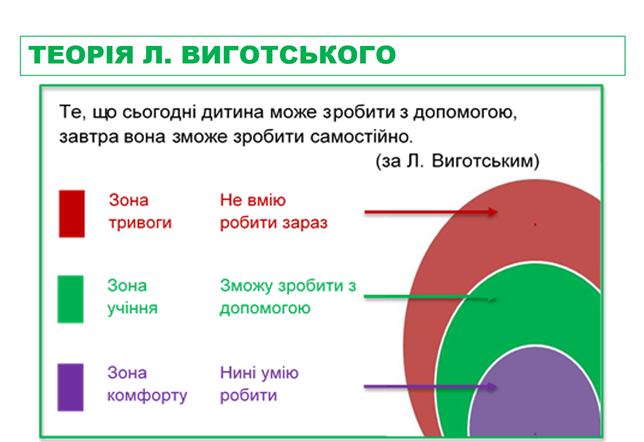 ТЕОРІЯ Л. ВИГОТСЬКОГО
Те, що сьогодні дитина може зробити з допомогою,
завтра вона зможе зробити самостійно.
(за Л. Виготським)
Зона
тривоги
Не вмію
робити зараз
Зона
учіння
Зможу зробити з
допомогою
Зона
комфорту
Нині умію
робити